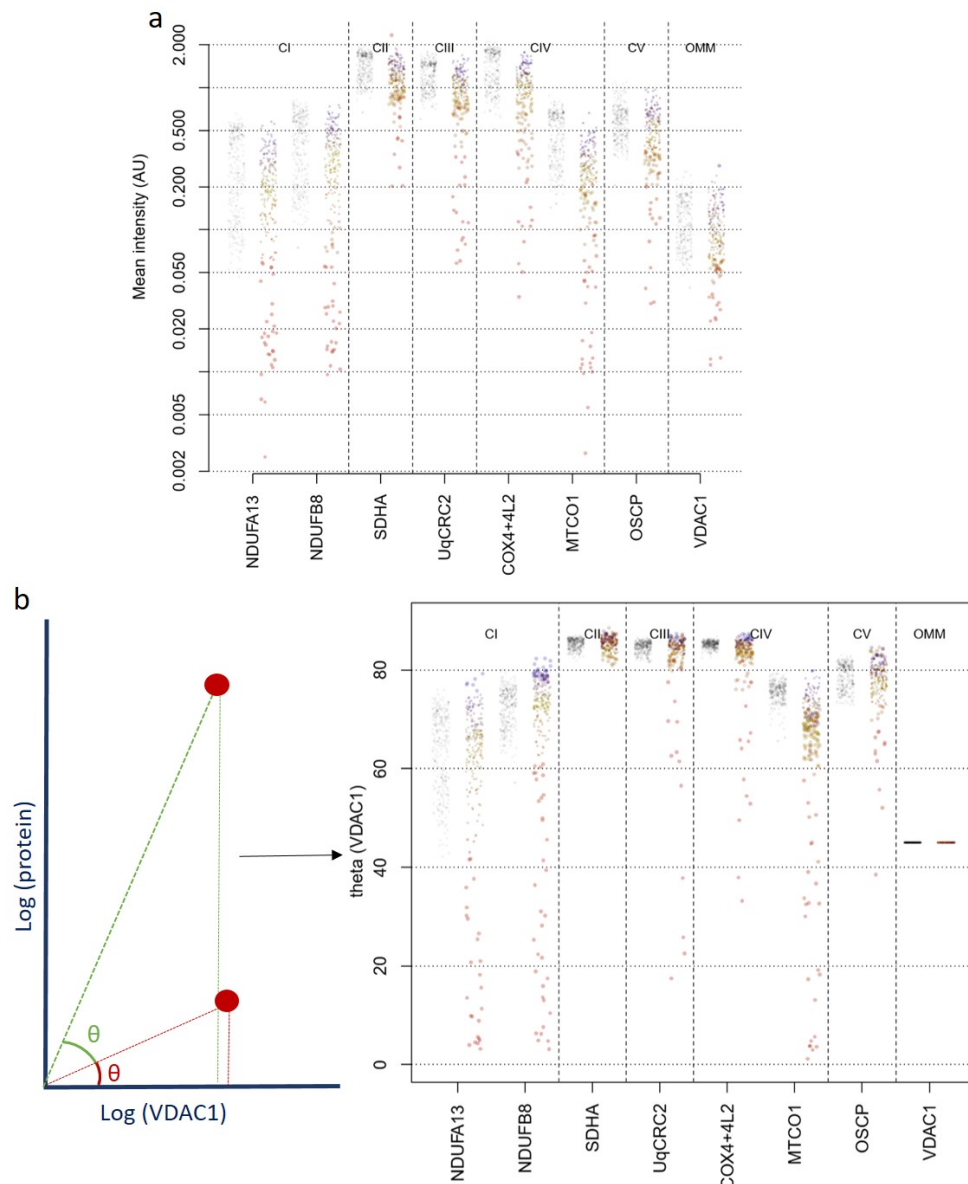 a
CI CII CIII CIV CV OMM
Mean intensity (AU)
2.000
0.500
0.200
0.050
0.020
0.005
0.002
NDUFA13
NDUFB8
SDHA
UqCRC2
COX4+4L2
MTCO1
OSCP
VDAC1
b
Log (protein)
θ
θ
Log (VDAC1)
CI CII CIII CIV CV OMM
theta (VDAC1)
80
60
40
20
0
NDUFA13
NDUFB8
SDHA
UqCRC2
COX4+4L2
MTCO1
OSCP
VDAC1